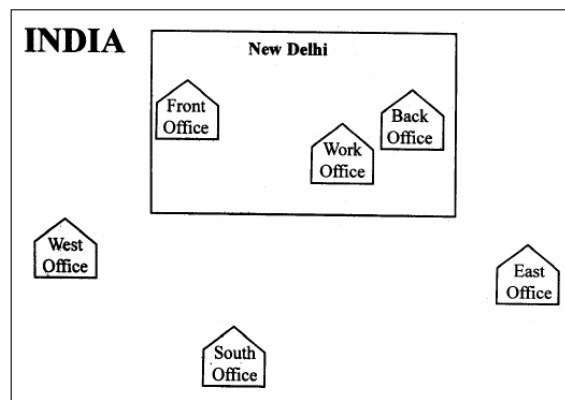 INDIA
New Delhi
Front
Office
Work
Office
Back
Office
West
Office
East
Office
South
Office